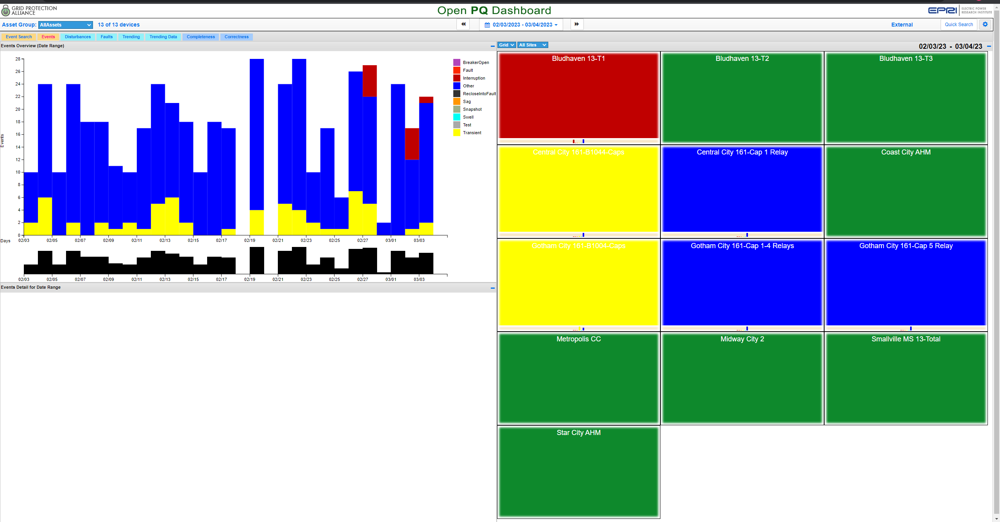 GRID PROTECTION
ALLIANCE
Open PQ Dashboard
EPRI
ELECTRIC POWER
RESEARCH INSTITUTE
Asset Group: AllAssets 13 of 13 devices
02/03/2023 - 03/04/2023
External Quick Search
Event Search Events Disturbances Faults Trending Trending Data Completeness Correctness
Events Overview (Date Range)
28
26
24
22
20
18
16
14
12
10
8
6
4
2
0
Events
Days
02/03 02/05 02/07 02/09 02/11 02/13 02/15 02/17 02/19 02/21 02/23 02/25 02/27 03/01 03/03
BreakerOpen
Fault
Interruption
Other
RecloseIntoFault
Sag
Snapshot
Swell
Test
Transient
02/03 02/05 02/07 02/09 02/11 02/13 02/15 02/17 02/19 02/21 02/23 02/25 02/27 03/01 03/03
Events Detail for Date Range
Grid All Sites
02/03/23 - 03/04/23
Bludhaven 13-T1
Bludhaven 13-T2
Bludhaven 13-T3
Central City 161-B1044-Caps
Central City 161-Cap 1 Relay
Coast City AHM
Gotham City 161-B1004-Caps
Gotham City 161-Cap 1-4 Relays
Gotham City 161-Cap 5 Relay
Metropolis CC
Midway City 2
Smallville MS 13-Total
Star City AHM